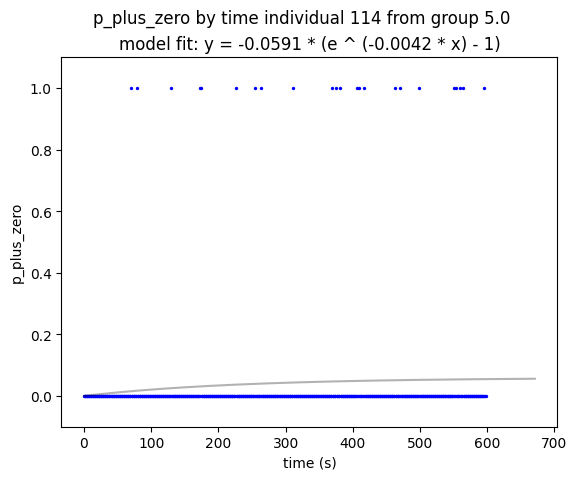 p_plus_zero by time individual 114 from group 5.0
model fit: y = -0.0591 * (e ^ (-0.0042 * x) - 1)
1.0
0.8
0.6
0.4
0.2
0.0
p_plus_zero
0 100 200 300 400 500 600 700
time (s)